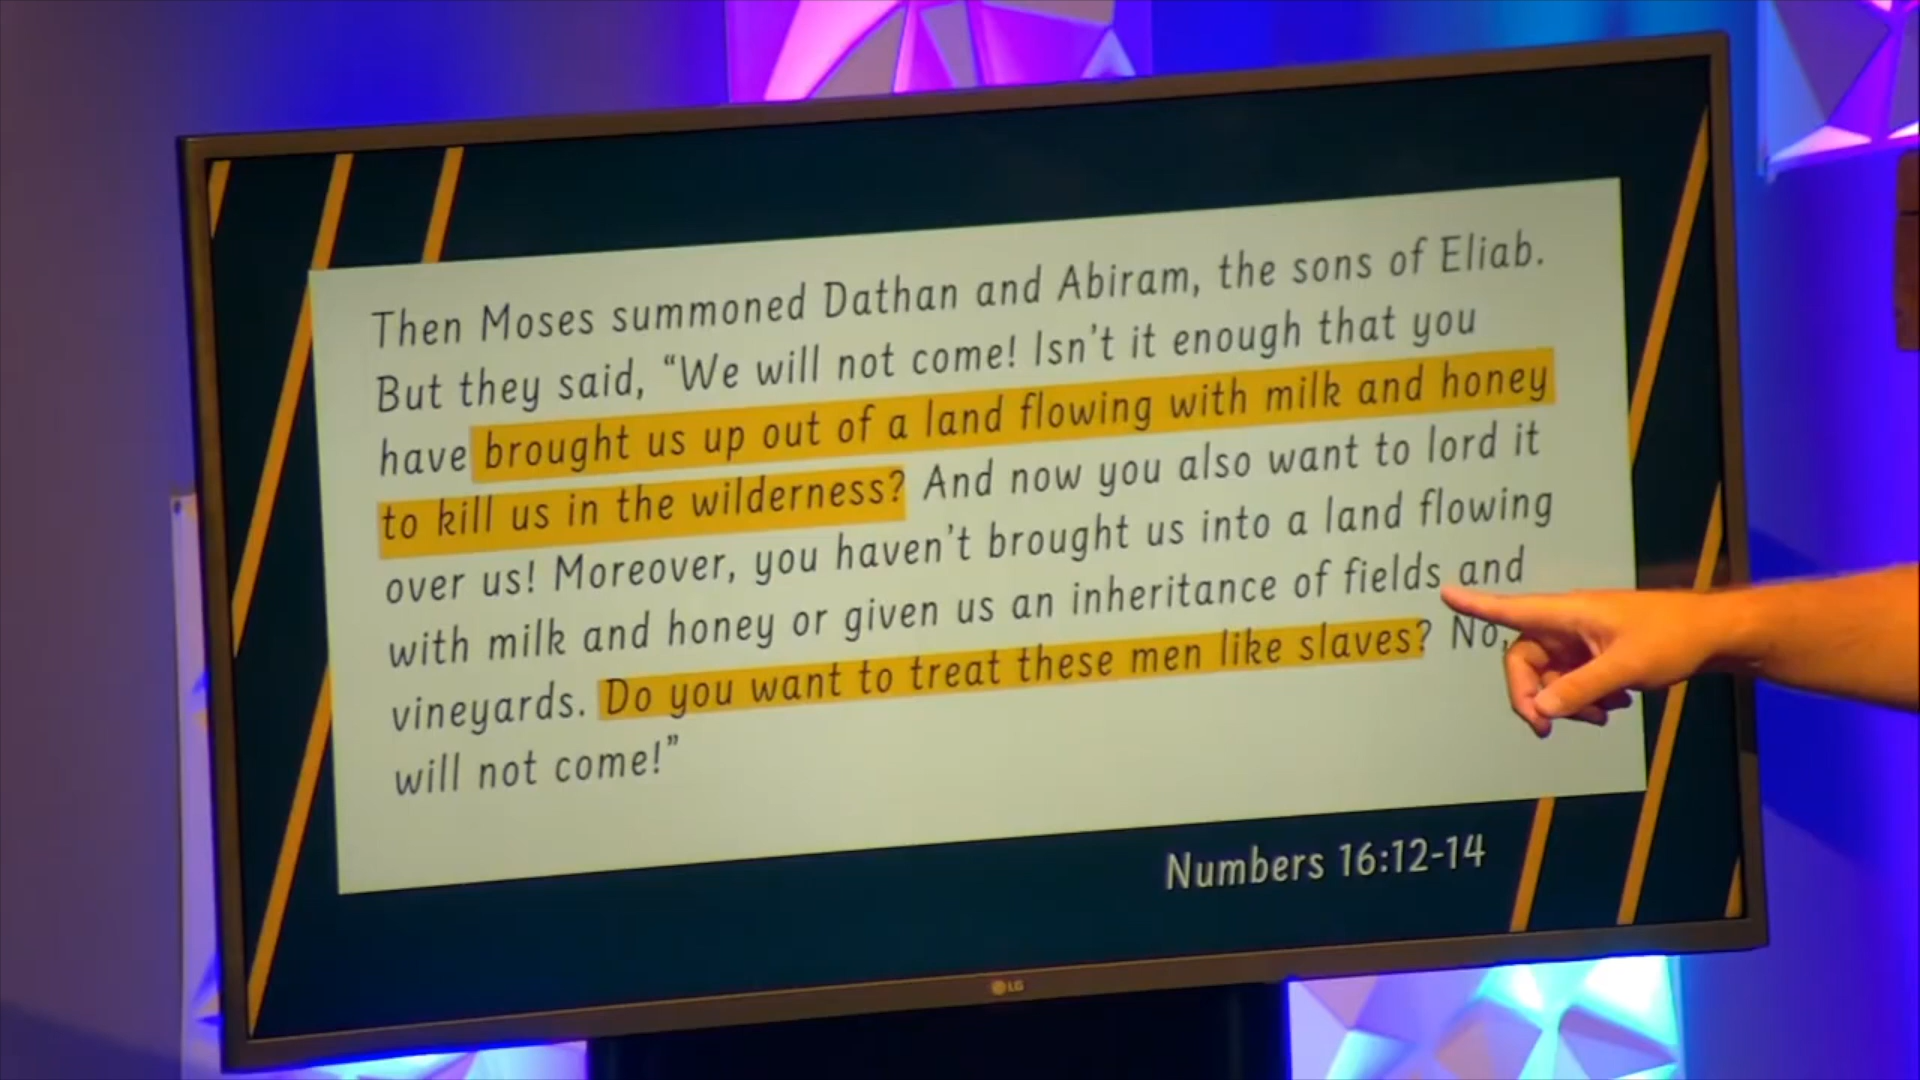 Then Moses summoned Dathan and Abiram, the sons of Eliab.
But they said, “We will not come! Isn’t it enough that you
have brought us up out of a land flowing with milk and honey
to kill us in the wilderness? And now you also want to lord it
over us! Moreover, you haven’t brought us into a land flowing
with milk and honey or given us an inheritance of fields and
vineyards. Do you want to treat these men like slaves? No,
will not come!”
Numbers 16:12-14
LG